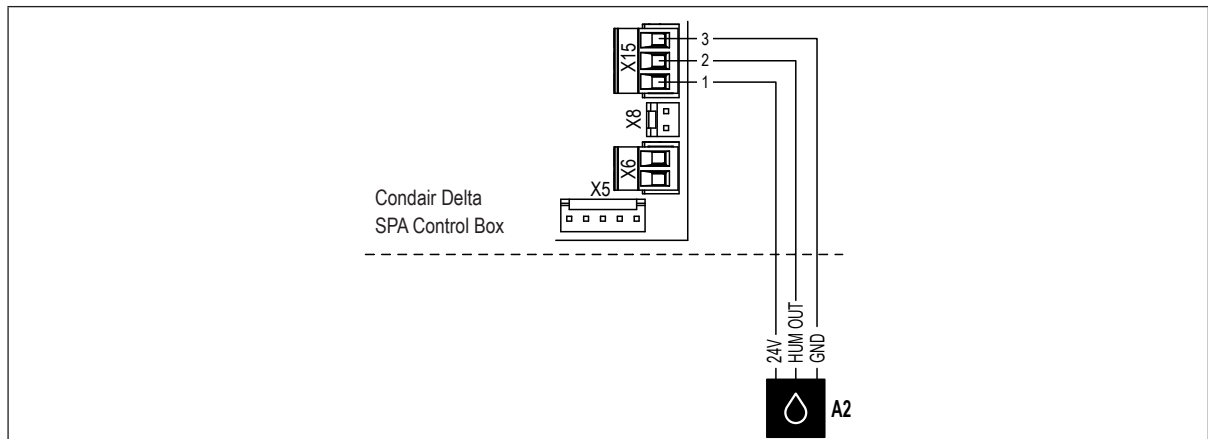 X15
3
2
1
X8
X6
X5
Condair Delta
SPA Control Box
24V
HUM OUT
GND
A2